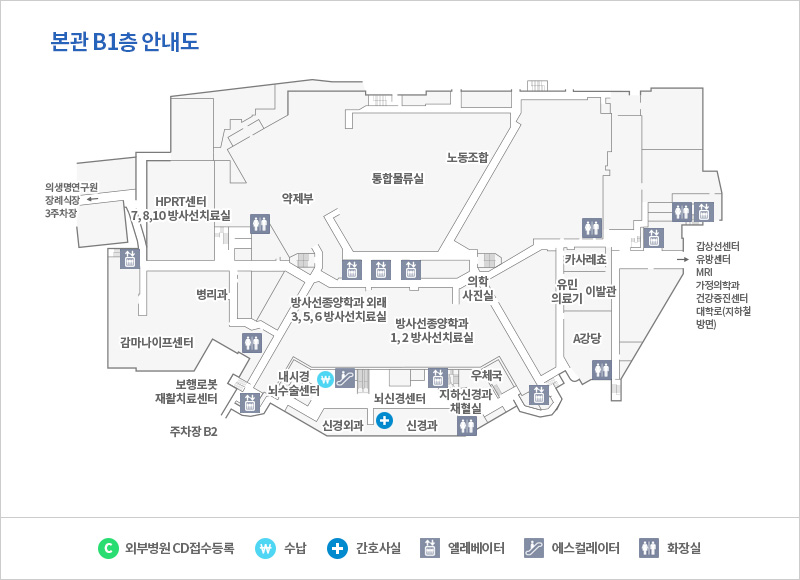 본관 B1층 안내도
노동조합
통합물류실
의생명연구원
장례식장
3주차장
HPRT센터
7, 8,10 방사선치료실
약제부
갑상선센터
유방센터
MRI
가정의학과
건강증진센터
대학로(지하철
방면)
카사레쵸
의학
사진실
유민
의료기
이발관
병리과
방사선종양학과 외래
3, 5, 6 방사선치료실
방사선종양학과
1, 2 방사선치료실
감마나이프센터
A강당
내시경
뇌수술센터
₩
우체국
보행로봇
재활치료센터
뇌신경센터
지하신경과
채혈실
주차장 B2
신경외과
신경과
C 외부병원 CD접수등록
₩ 수납
간호사실
엘레베이터
에스컬레이터
화장실